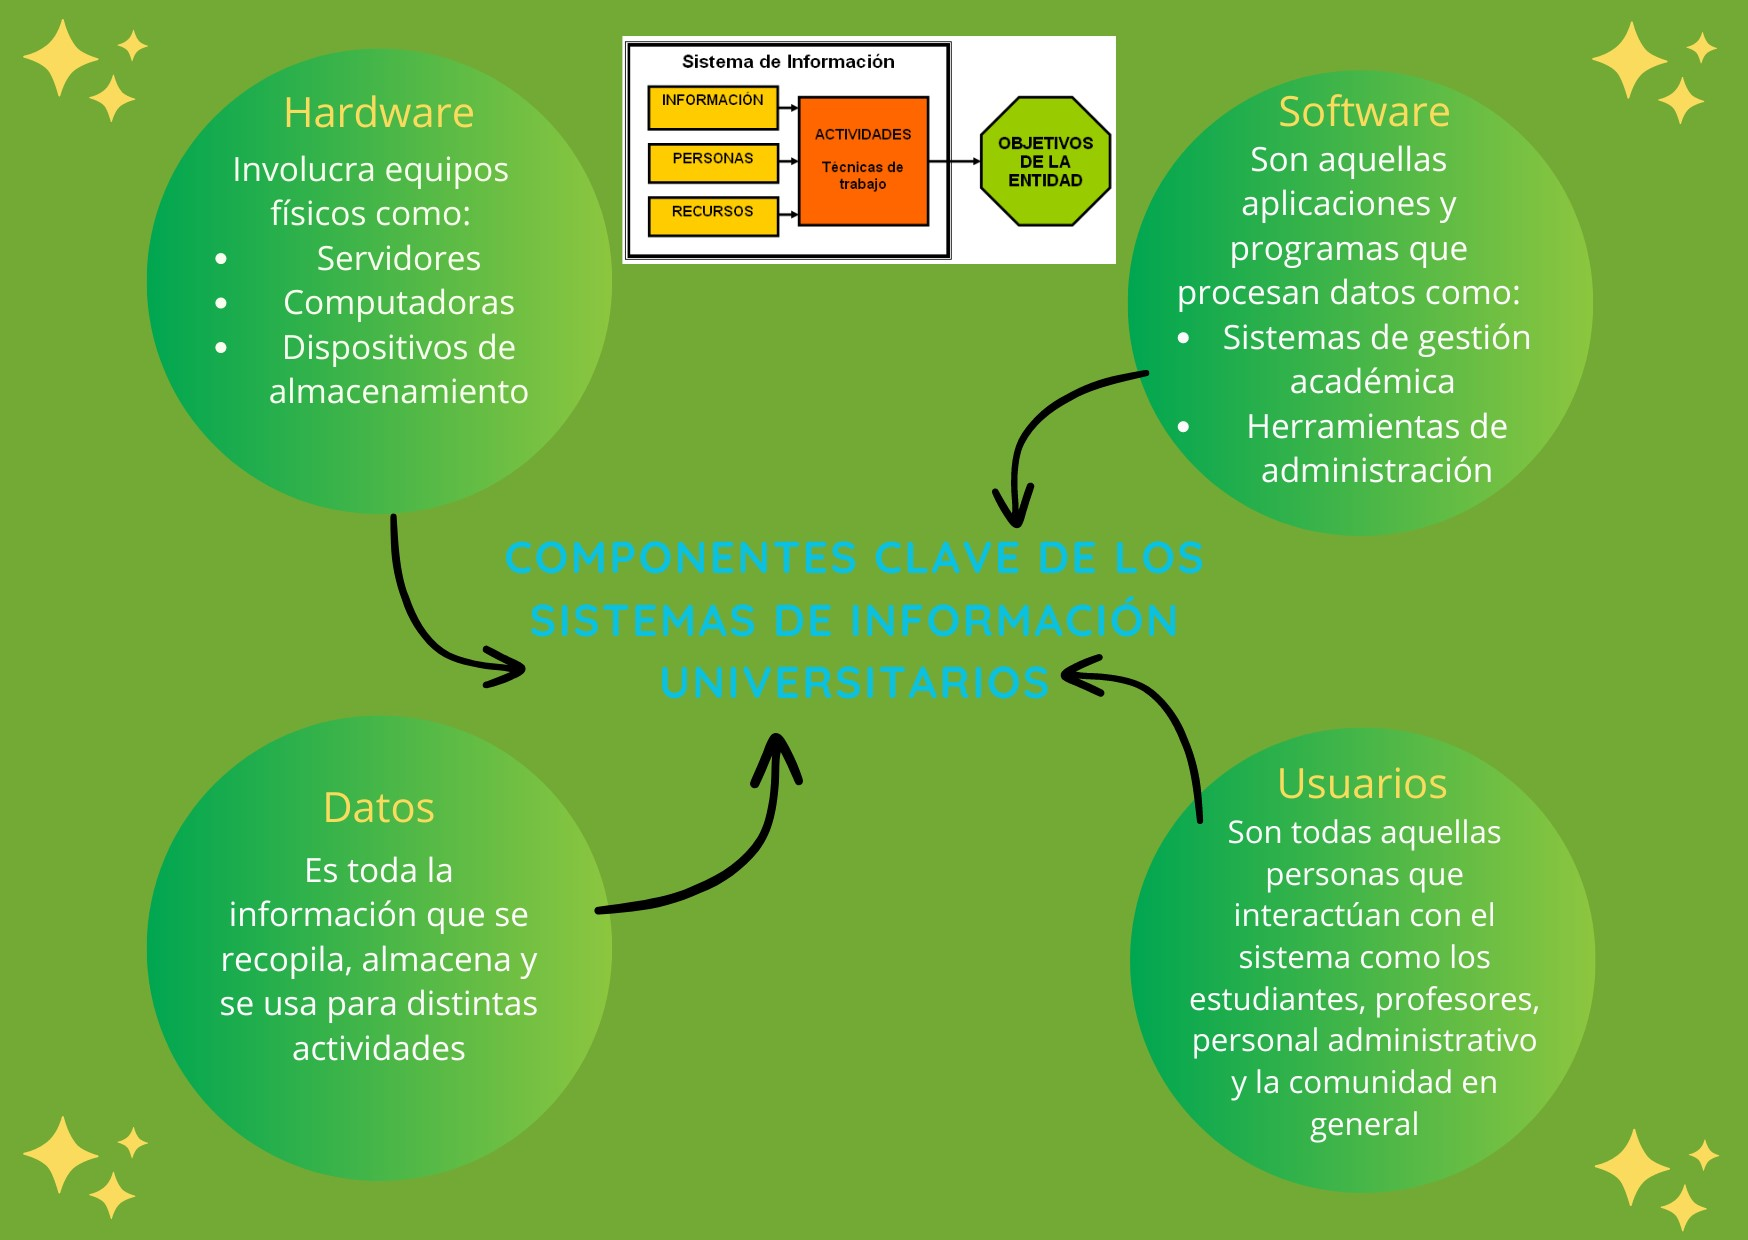 Sistema de Información
INFORMACIÓN
PERSONAS
RECURSOS
ACTIVIDADES
Técnicas de
trabajo
OBJETIVOS
DE LA
ENTIDAD
Hardware
Involucra equipos
físicos como:
• Servidores
• Computadoras
• Dispositivos de
almacenamiento
Software
Son aquellas
aplicaciones y
programas que
procesan datos como:
• Sistemas de gestión
académica
• Herramientas de
administración
COMPONENTES CLAVE DE LOS
SISTEMAS DE INFORMACIÓN
UNIVERSITARIOS
Datos
Es toda la
información que se
recopila, almacena y
se usa para distintas
actividades
Usuarios
Son todas aquellas
personas que
interactúan con el
sistema como los
estudiantes, profesores,
personal administrativo
y la comunidad en
general